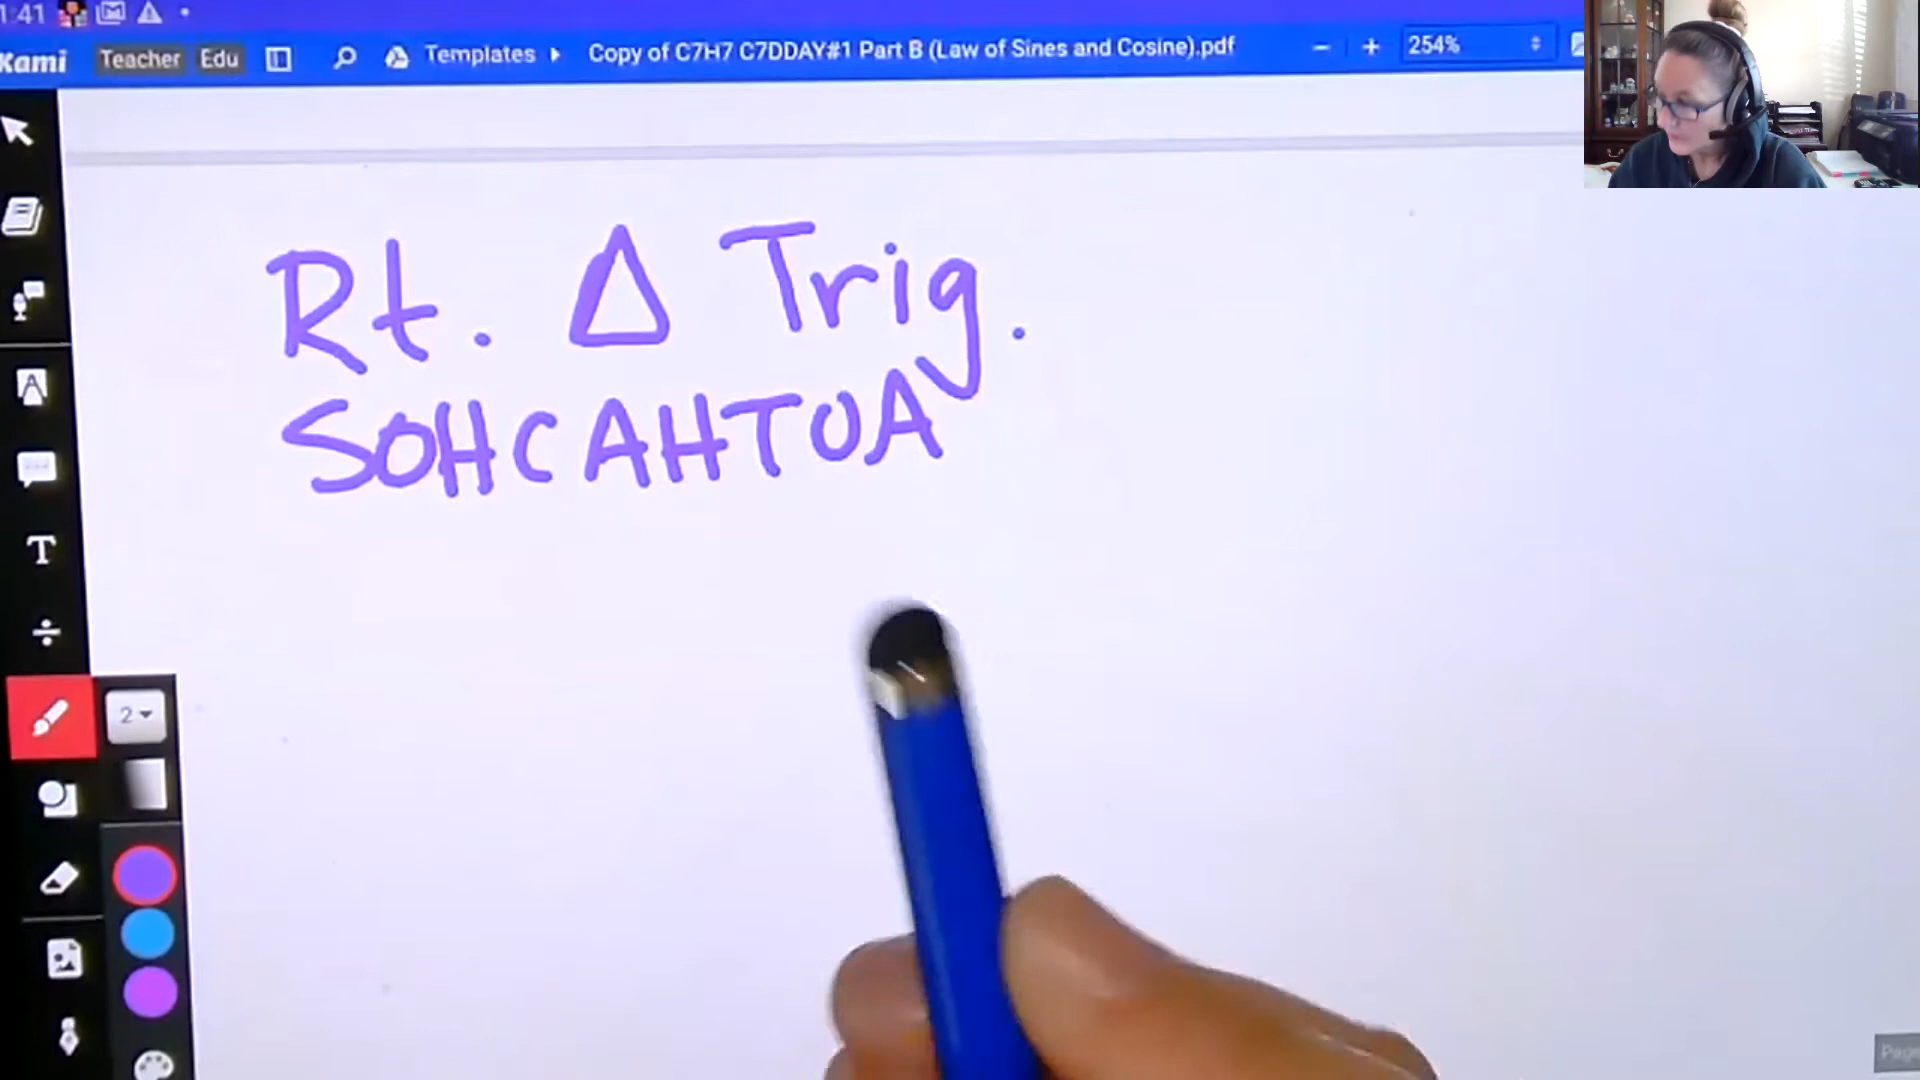 1:41
Kami Teacher Edu Templates Copy of C7H7 C7DDAY#1 Part B (Law of Sines and Cosine).pdf − + 254%
Rt. Δ Trig.
SOHCAHTOA
T
2
Page